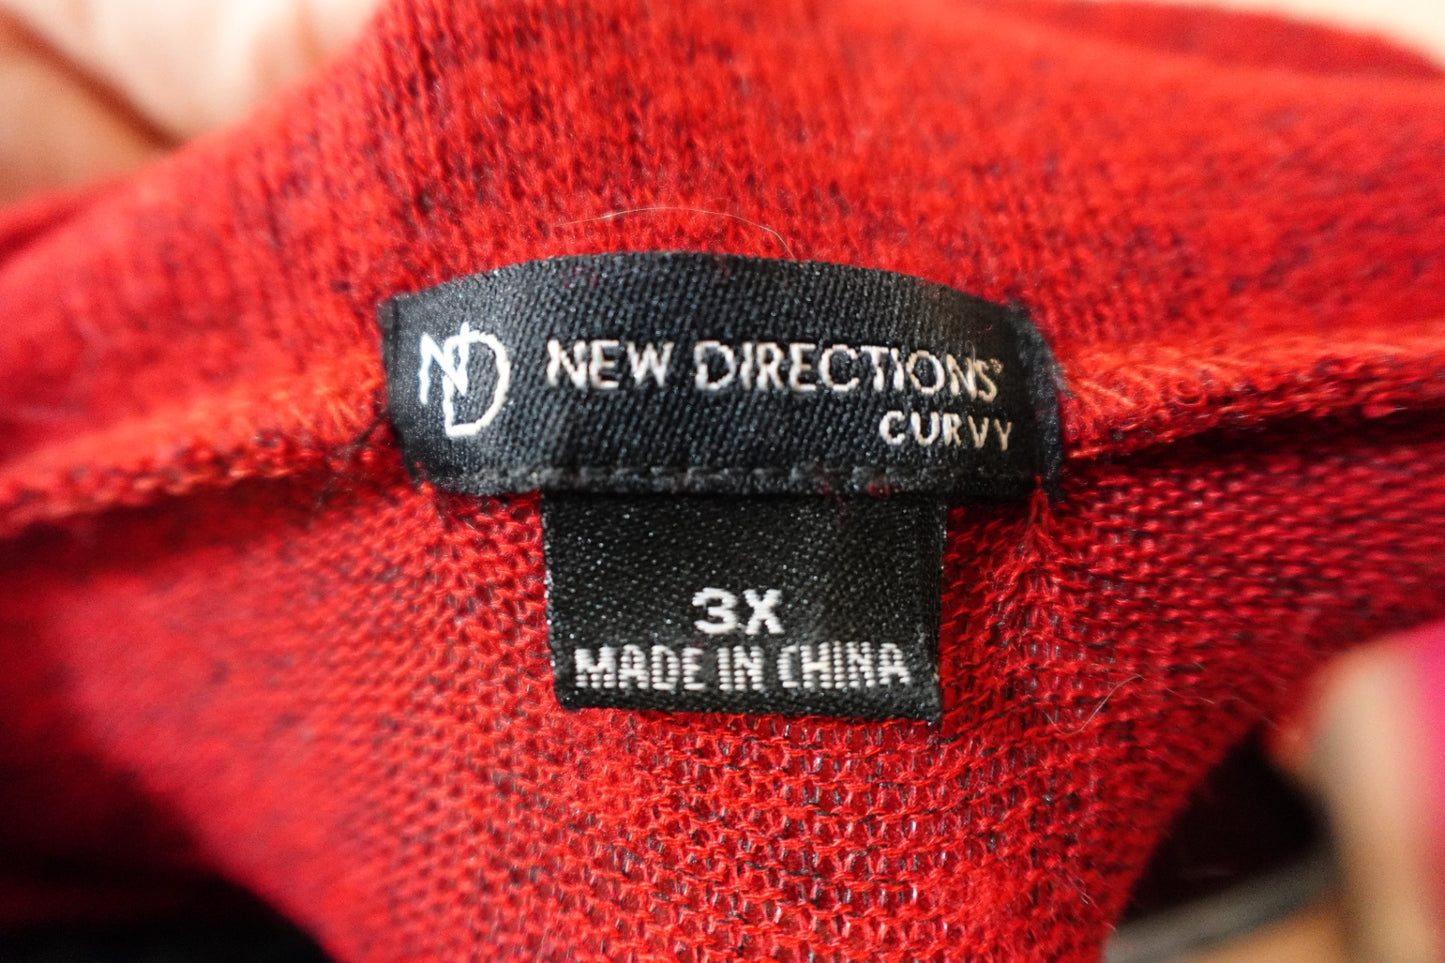 ND NEW DIRECTIONS®
CURVY
3X
MADE IN CHINA